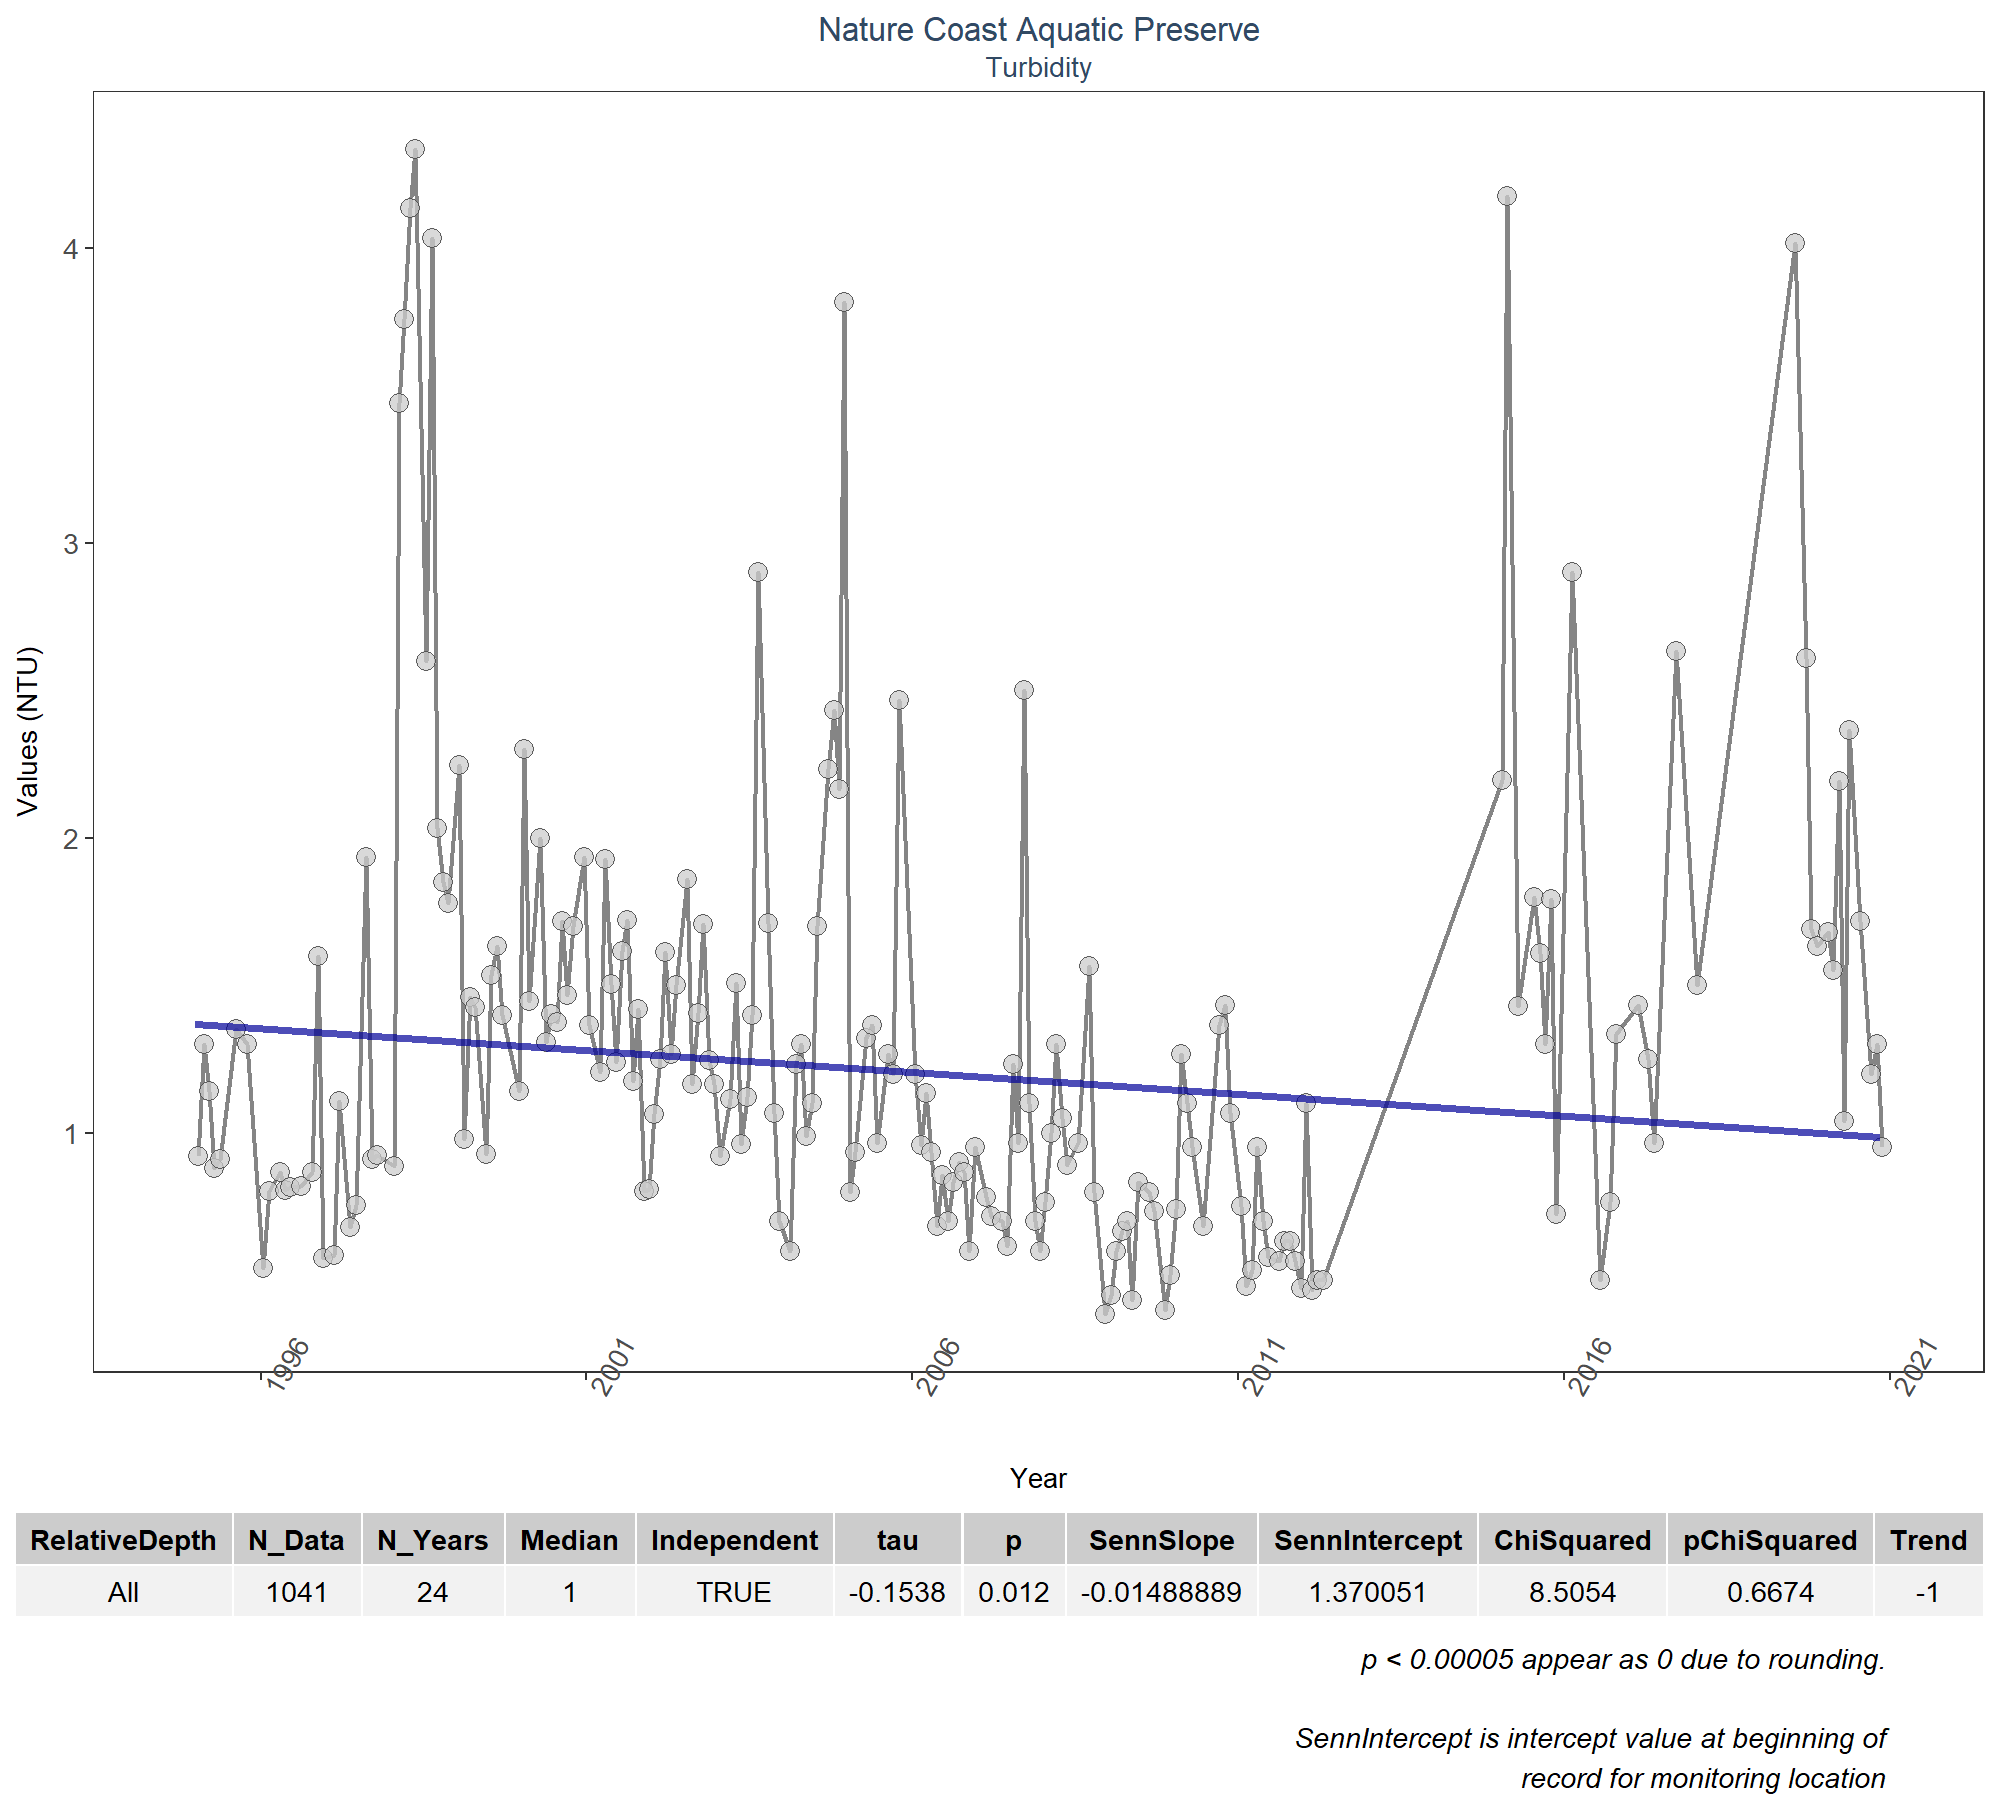 Nature Coast Aquatic Preserve
Turbidity
4
3
2
1
Values (NTU)
1996 2001 2006 2011 2016 2021
Year
RelativeDepth N_Data N_Years Median Independent tau p SennSlope SennIntercept ChiSquared pChiSquared Trend
All 1041 24 1 TRUE -0.1538 0.012 -0.01488889 1.370051 8.5054 0.6674 -1
p < 0.00005 appear as 0 due to rounding.
SennIntercept is intercept value at beginning of
record for monitoring location